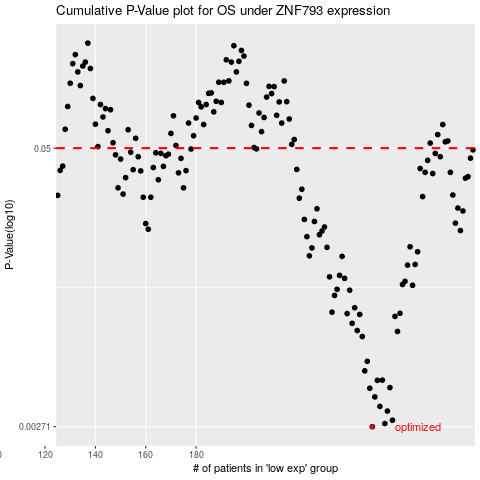 Cumulative P-Value plot for OS under ZNF793 expression
P-Value(log10)
0.05
0.00271
optimized
0
120
140
160
180
# of patients in 'low exp' group